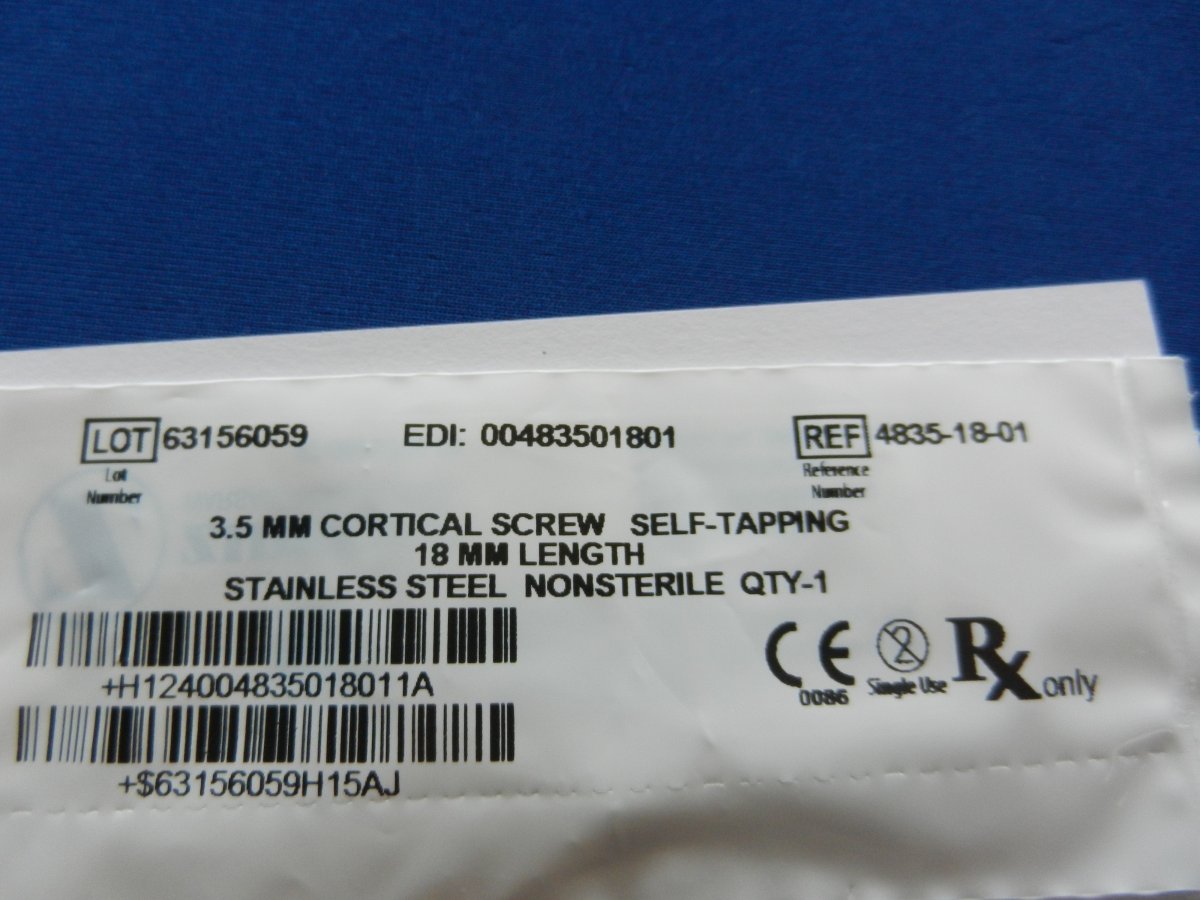 LOT 63156059 EDI: 00483501801 REF 4835-18-01
Lot Number
Reference Number
3.5 MM CORTICAL SCREW SELF-TAPPING
18 MM LENGTH
STAINLESS STEEL NONSTERILE QTY-1
+H124004835018011A
CE 0086
2 Single Use
Rx only
+$63156059H15AJ